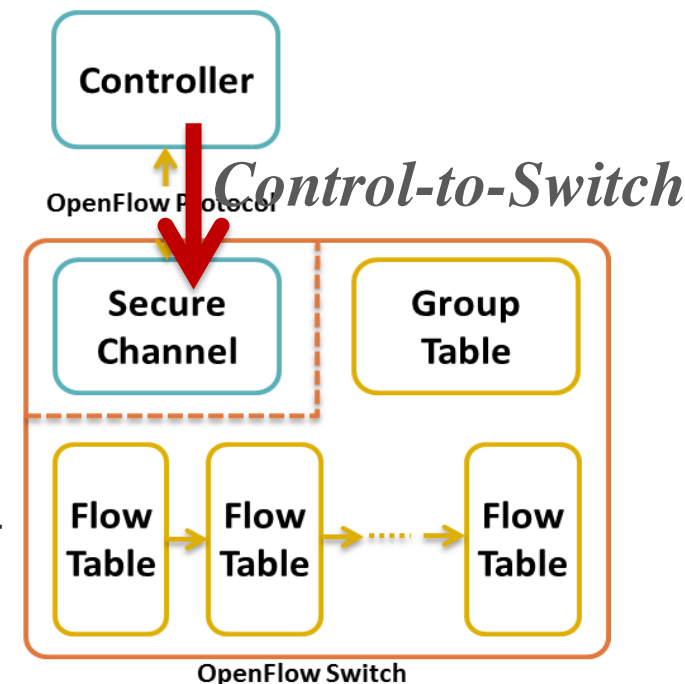 Controller
Control-to-Switch
OpenFlow Protocol
Secure
Channel
Group
Table
Flow
Table
Flow
Table
Flow
Table
OpenFlow Switch